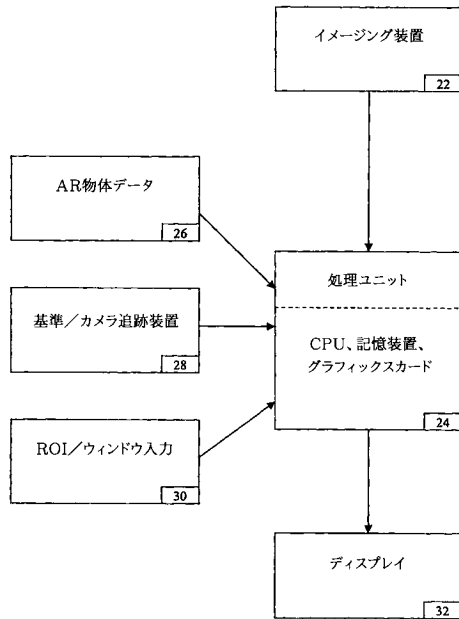 イメージング装置
22
AR物体データ
26
処理ユニット
基準/カメラ追跡装置
28
CPU、記憶装置、
グラフィックスカード
24
ROI/ウィンドウ入力
30
ディスプレイ
32